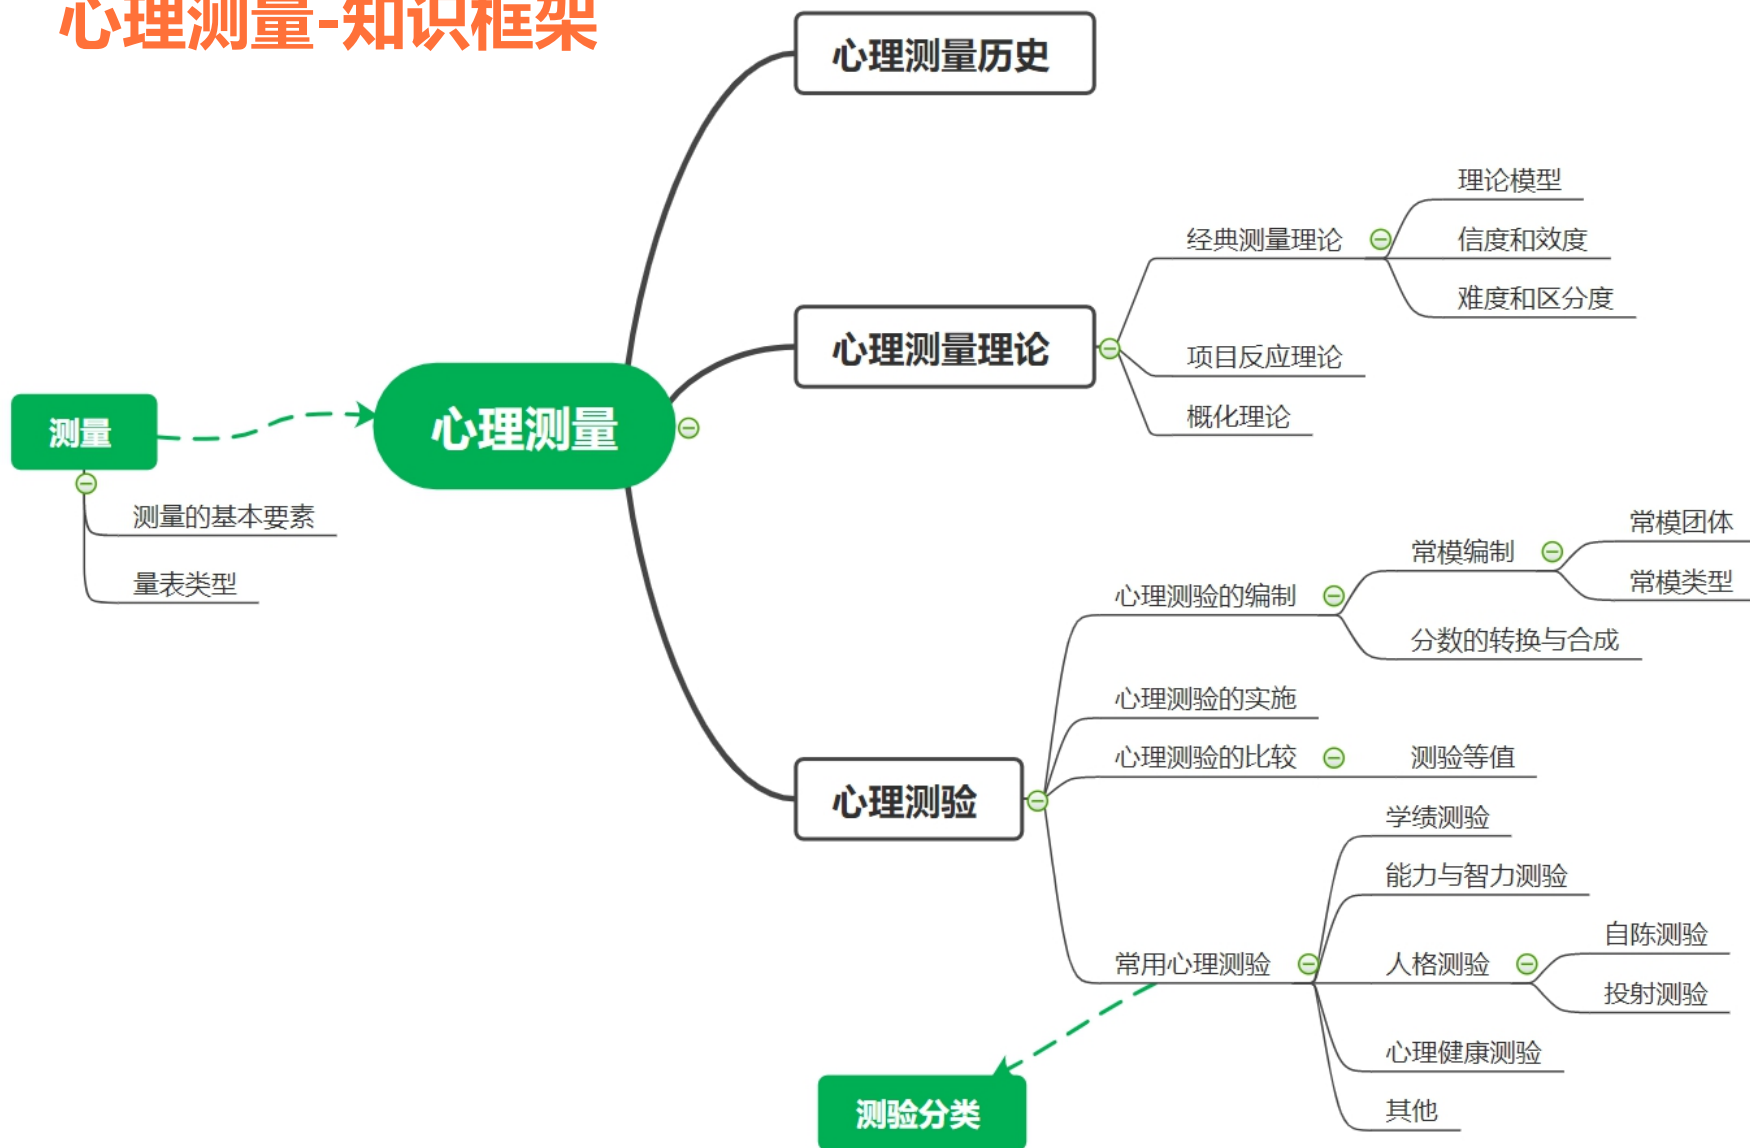 心理测量-知识框架
心理测量历史
理论模型
经典测量理论
信度和效度
难度和区分度
心理测量理论
项目反应理论
概化理论
测量
心理测量
测量的基本要素
量表类型
常模团体
常模编制
常模类型
心理测验的编制
分数的转换与合成
心理测验的实施
心理测验的比较
测验等值
心理测验
学绩测验
能力与智力测验
自陈测验
常用心理测验
人格测验
投射测验
心理健康测验
其他
测验分类